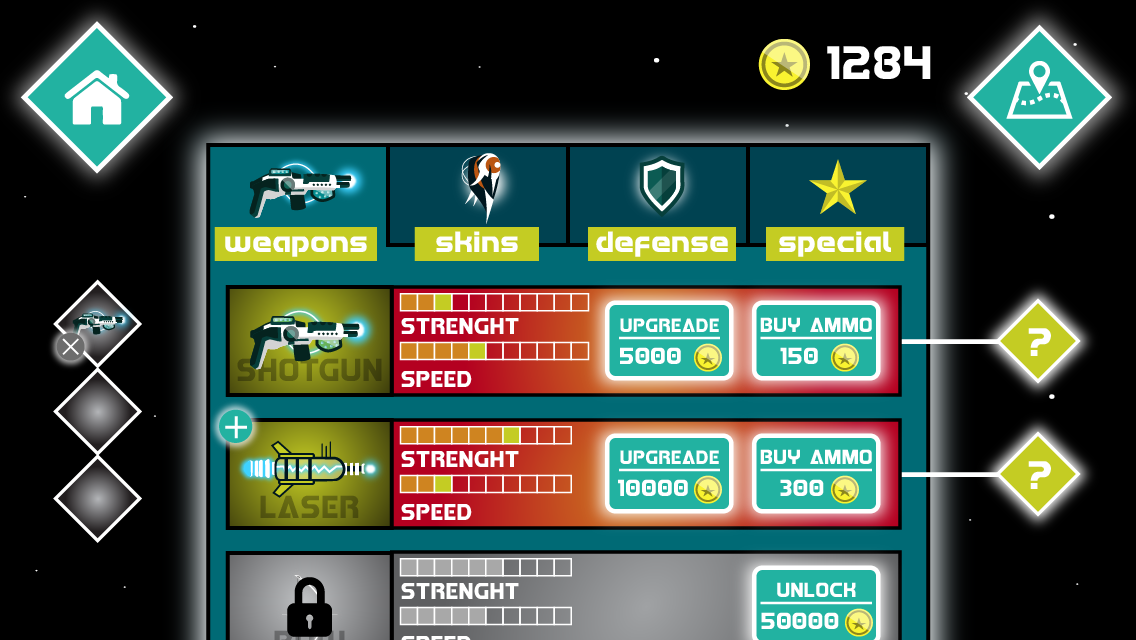 1284
weapons
skins
defense
special
SHOTGUN
STRENGHT
SPEED
UPGREADE
5000
BUY AMMO
150
?
LASER
STRENGHT
SPEED
UPGREADE
10000
BUY AMMO
300
?
STRENGHT
SPEED
UNLOCK
50000